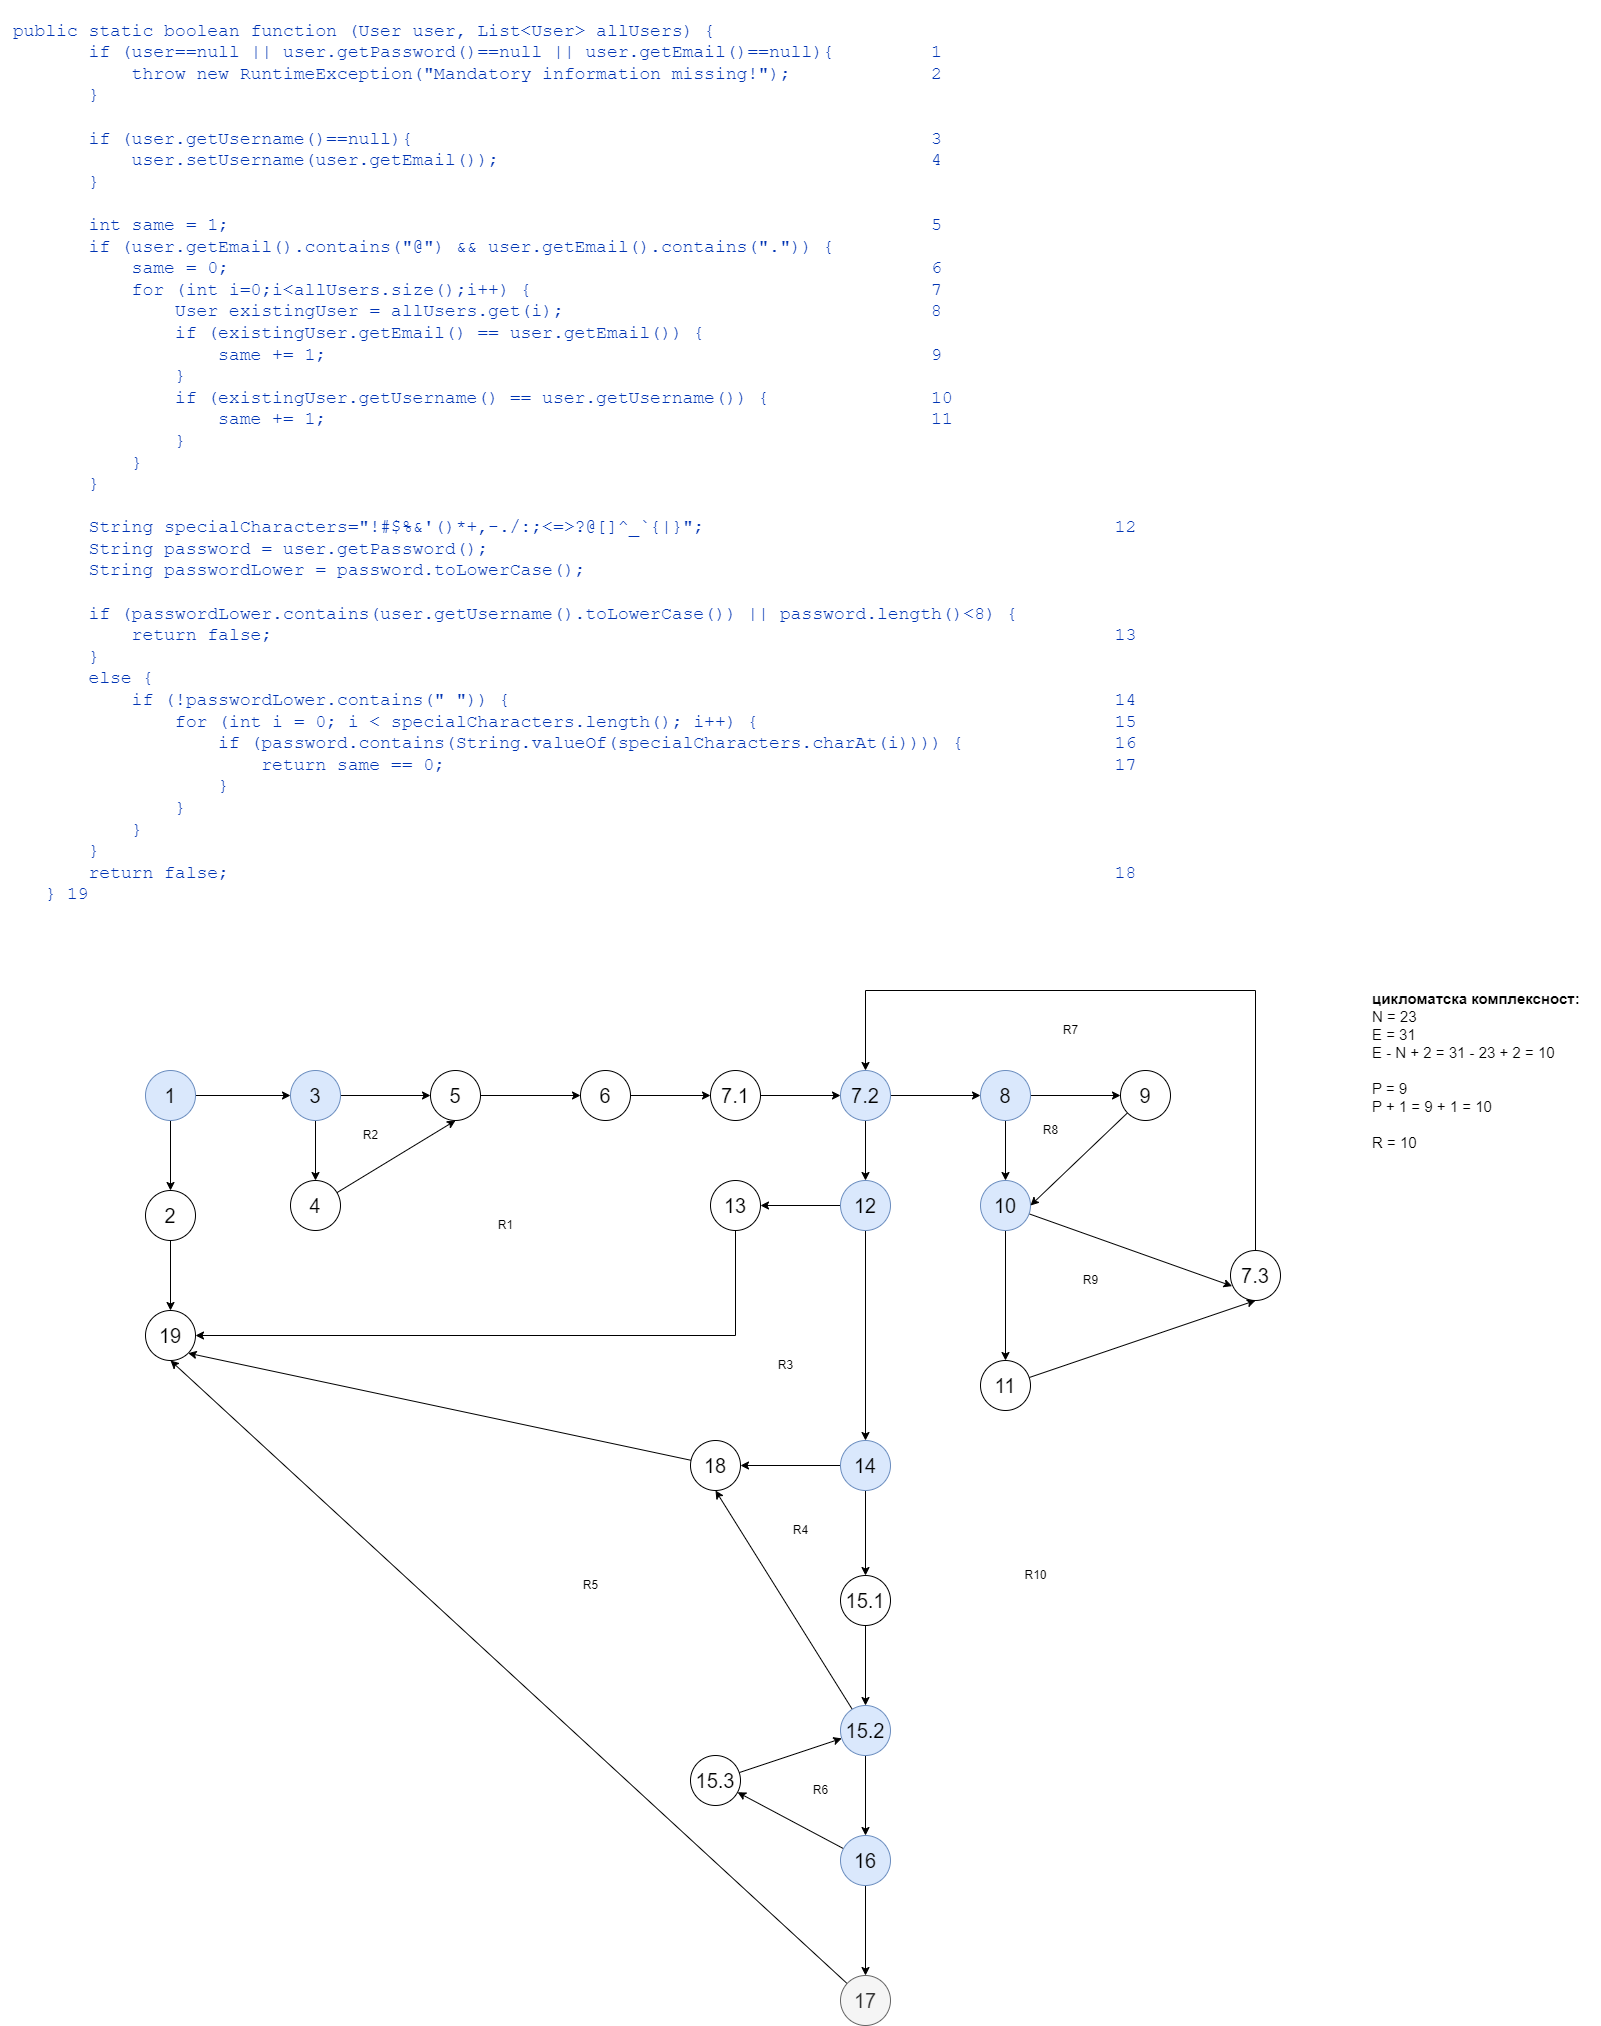 public static boolean function (User user, List<User> allUsers) {
if (user==null || user.getPassword()==null || user.getEmail()==null){ 1
throw new RuntimeException("Mandatory information missing!"); 2
}
if (user.getUsername()==null){ 3
user.setUsername(user.getEmail()); 4
}
int same = 1; 5
if (user.getEmail().contains("@") && user.getEmail().contains(".")) {
same = 0; 6
for (int i=0;i<allUsers.size();i++) { 7
User existingUser = allUsers.get(i); 8
if (existingUser.getEmail() == user.getEmail()) {
same += 1; 9
}
if (existingUser.getUsername() == user.getUsername()) { 10
same += 1; 11
}
}
}
String specialCharacters="!#$%&'()*+,-./:;<=>?@[]^_`{|}"; 12
String password = user.getPassword();
String passwordLower = password.toLowerCase();
if (passwordLower.contains(user.getUsername().toLowerCase()) || password.length()<8) {
return false; 13
}
else {
if (!passwordLower.contains(" ")) { 14
for (int i = 0; i < specialCharacters.length(); i++) { 15
if (password.contains(String.valueOf(specialCharacters.charAt(i)))) { 16
return same == 0; 17
}
}
}
}
return false; 18
} 19
цикломатска комплексност:
N = 23
E = 31
E - N + 2 = 31 - 23 + 2 = 10
P = 9
P + 1 = 9 + 1 = 10
R = 10
R7
1 3 5 6 7.1 7.2 8 9
R2
R8
2
4
13
12
10
R1
7.3
R9
19
R3
11
18
14
R4
R10
R5
15.1
15.2
15.3
R6
16
17